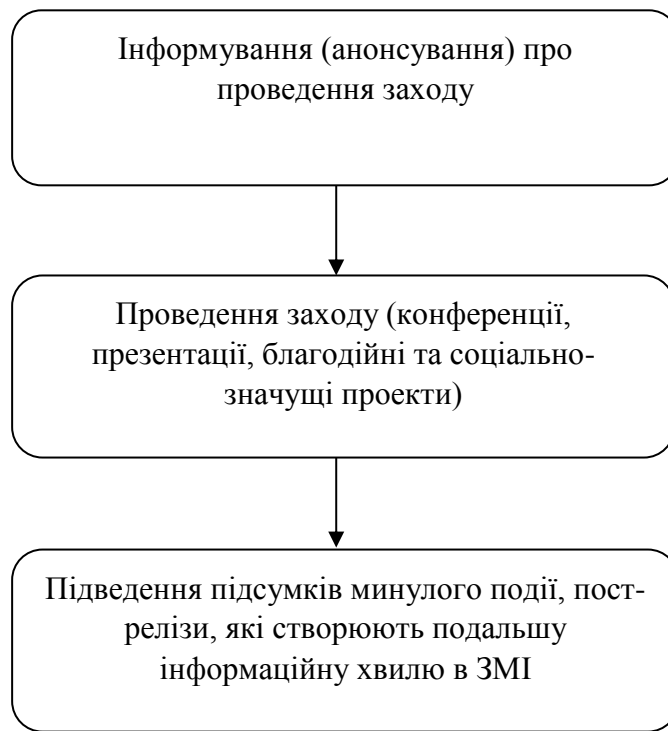 Інформування (анонсування) про
проведення заходу
Проведення заходу (конференції,
презентації, благодійні та соціально-
значущі проекти)
Підведення підсумків минулого події, пост-
релізи, які створюють подальшу
інформаційну хвилю в ЗМІ